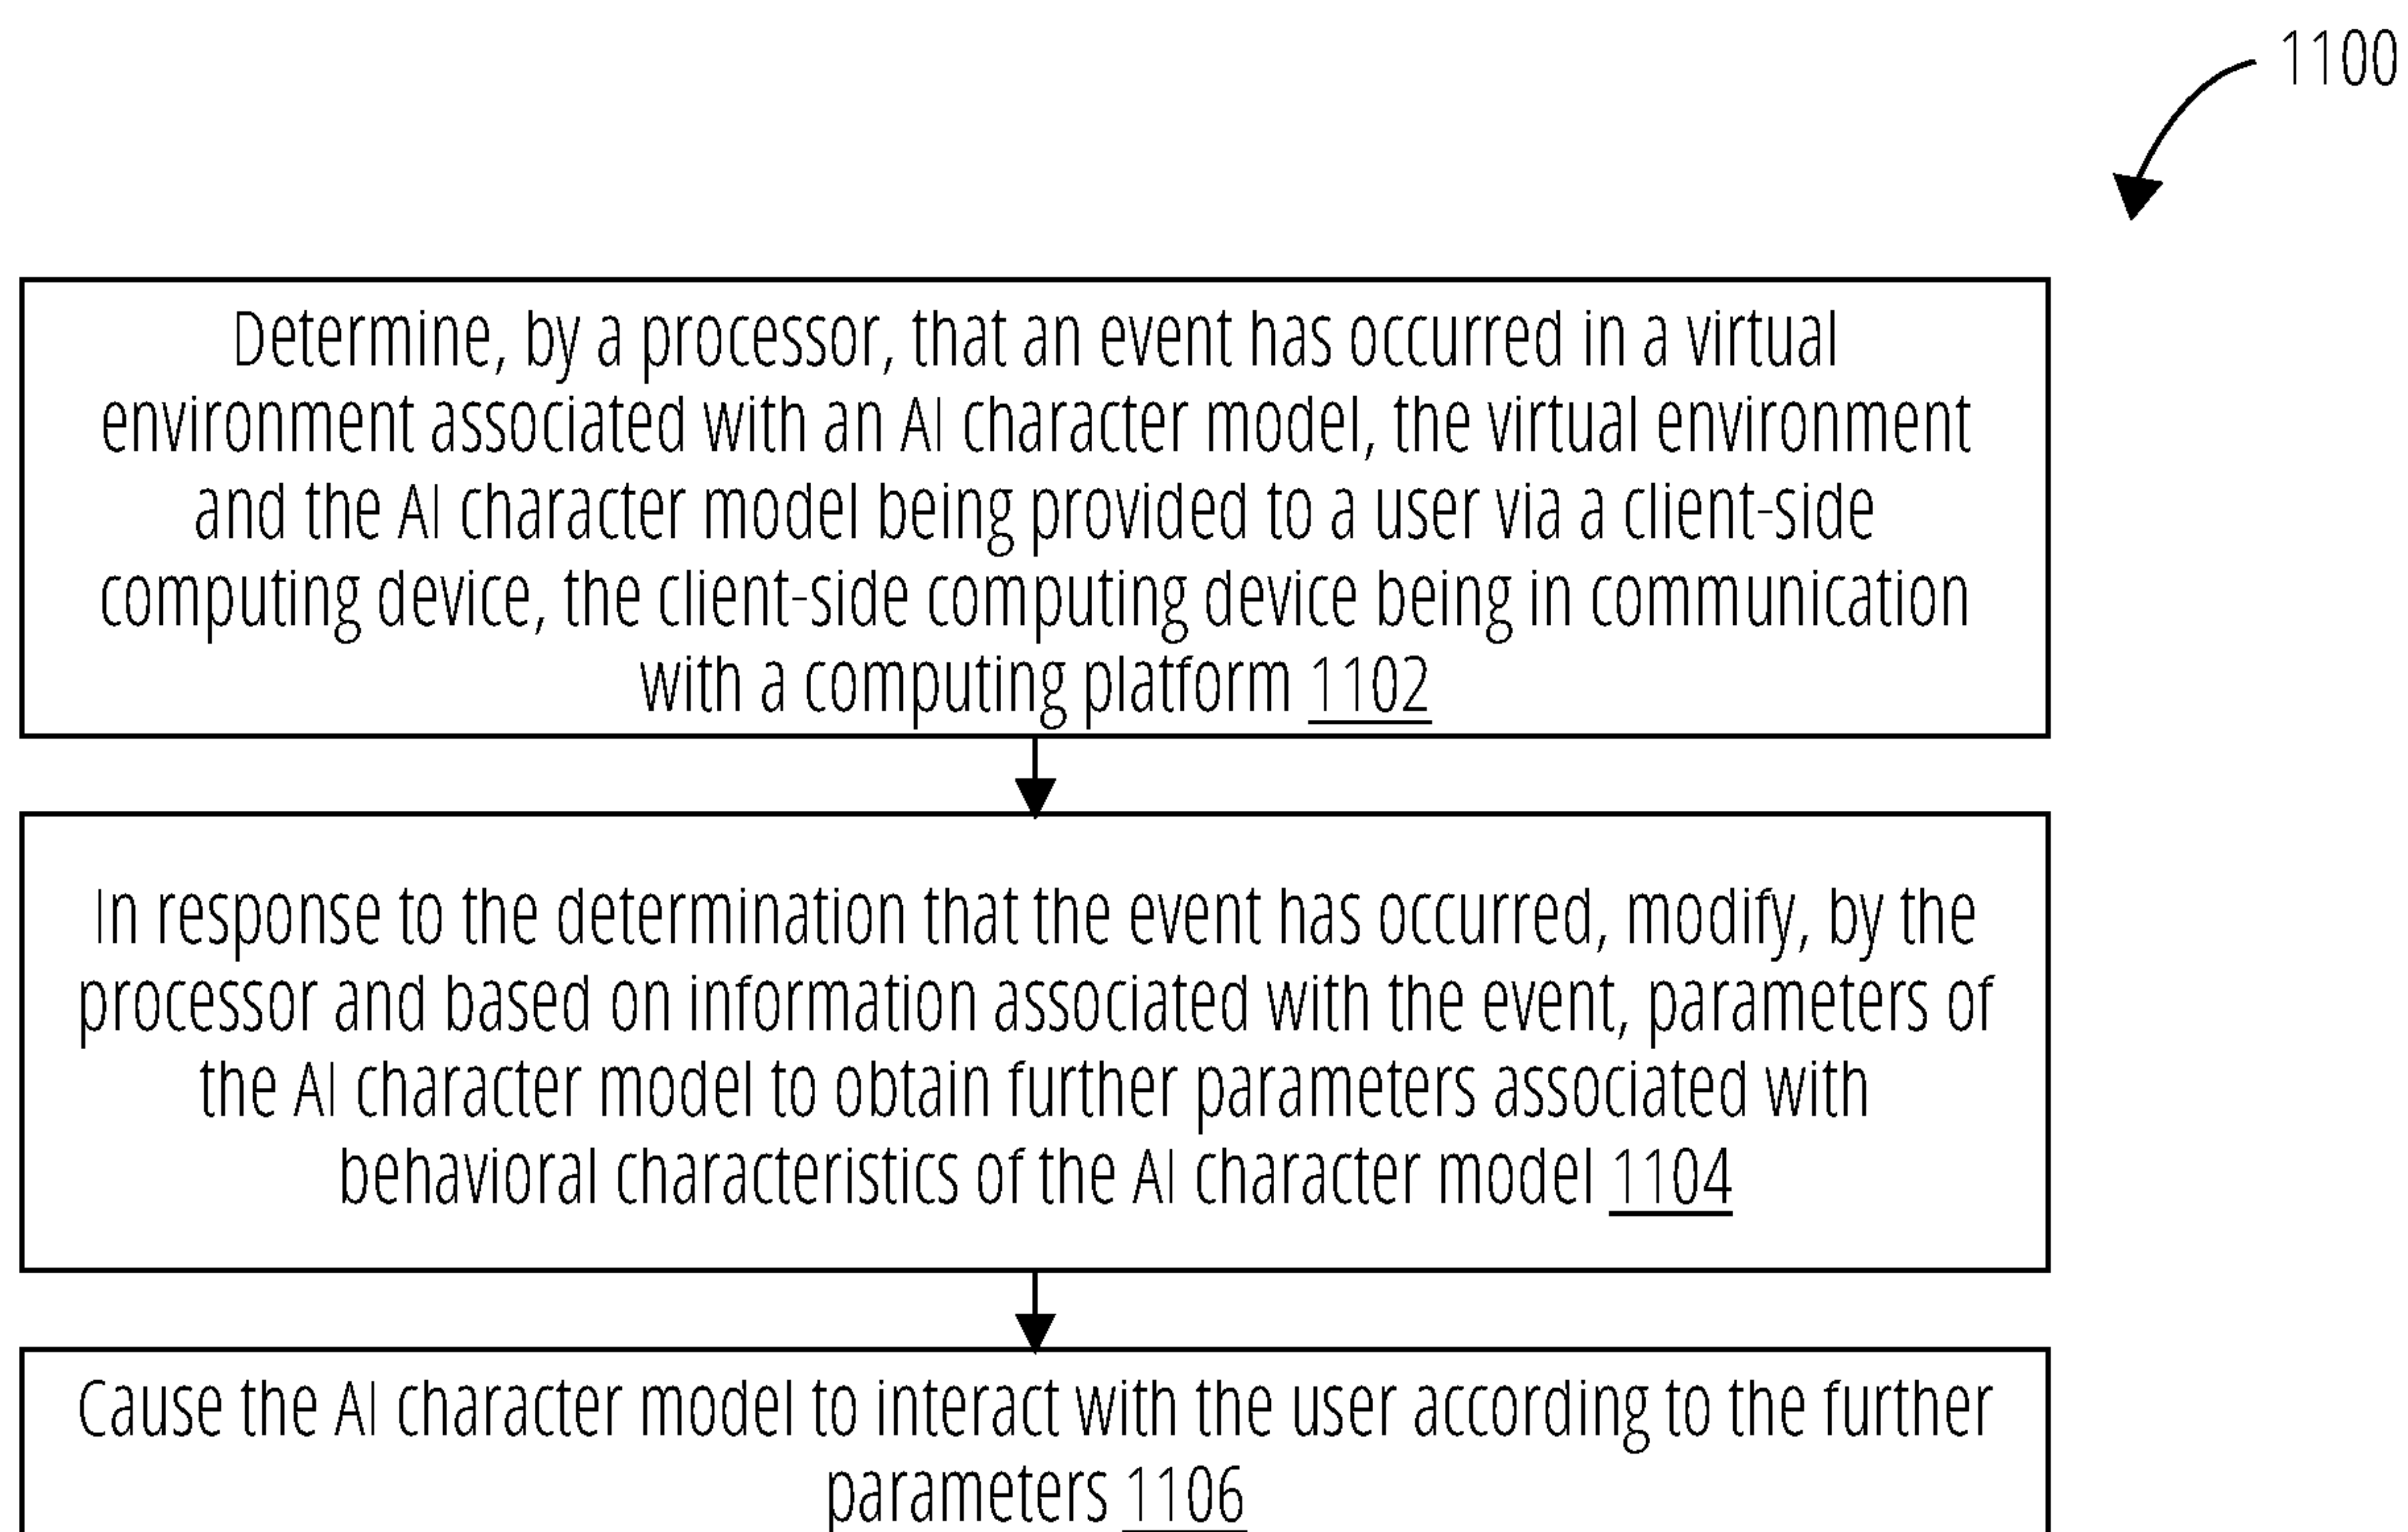 1100
Determine, by a processor, that an event has occurred in a virtual
environment associated with an AI character model, the virtual environment
and the AI character model being provided to a user via a client-side
computing device, the client-side computing device being in communication
with a computing platform 1102
In response to the determination that the event has occurred, modify, by the
processor and based on information associated with the event, parameters of
the AI character model to obtain further parameters associated with
behavioral characteristics of the AI character model 1104
Cause the AI character model to interact with the user according to the further
parameters 1106